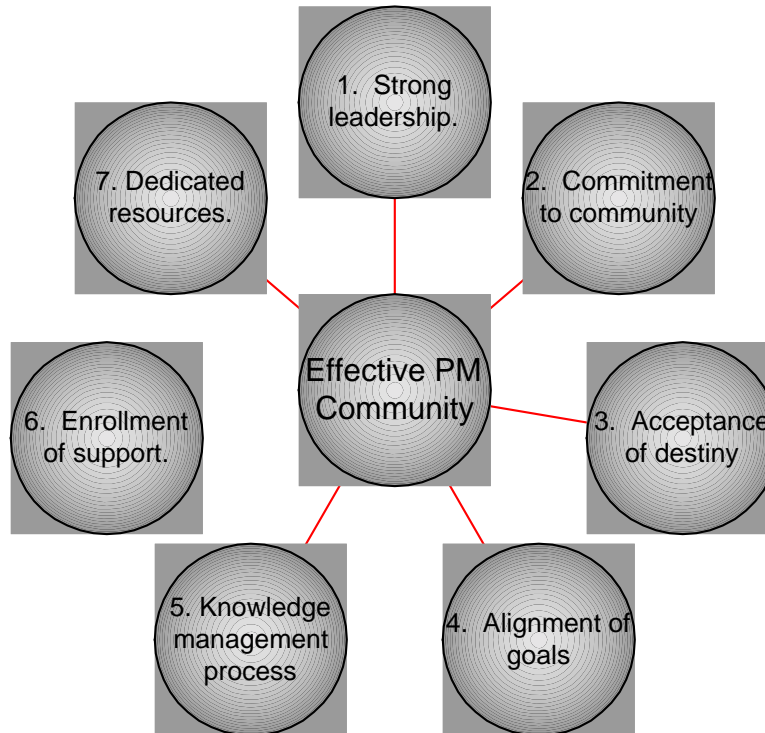 1.  Strong
leadership.
2.  Commitment
to community
3.  Acceptance
of destiny
4.  Alignment of
goals
5. Knowledge
management
process
6.  Enrollment
of support.
7. Dedicated
resources.
Effective PM
Community